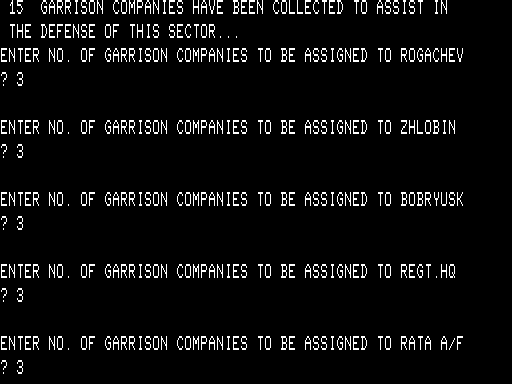 15 GARRISON COMPANIES HAVE BEEN COLLECTED TO ASSIST IN
THE DEFENSE OF THIS SECTOR...
ENTER NO. OF GARRISON COMPANIES TO BE ASSIGNED TO ROGACHEV
? 3
ENTER NO. OF GARRISON COMPANIES TO BE ASSIGNED TO ZHLOBIN
? 3
ENTER NO. OF GARRISON COMPANIES TO BE ASSIGNED TO BOBRYUSK
? 3
ENTER NO. OF GARRISON COMPANIES TO BE ASSIGNED TO REGT.HQ
? 3
ENTER NO. OF GARRISON COMPANIES TO BE ASSIGNED TO RATA A/F
? 3